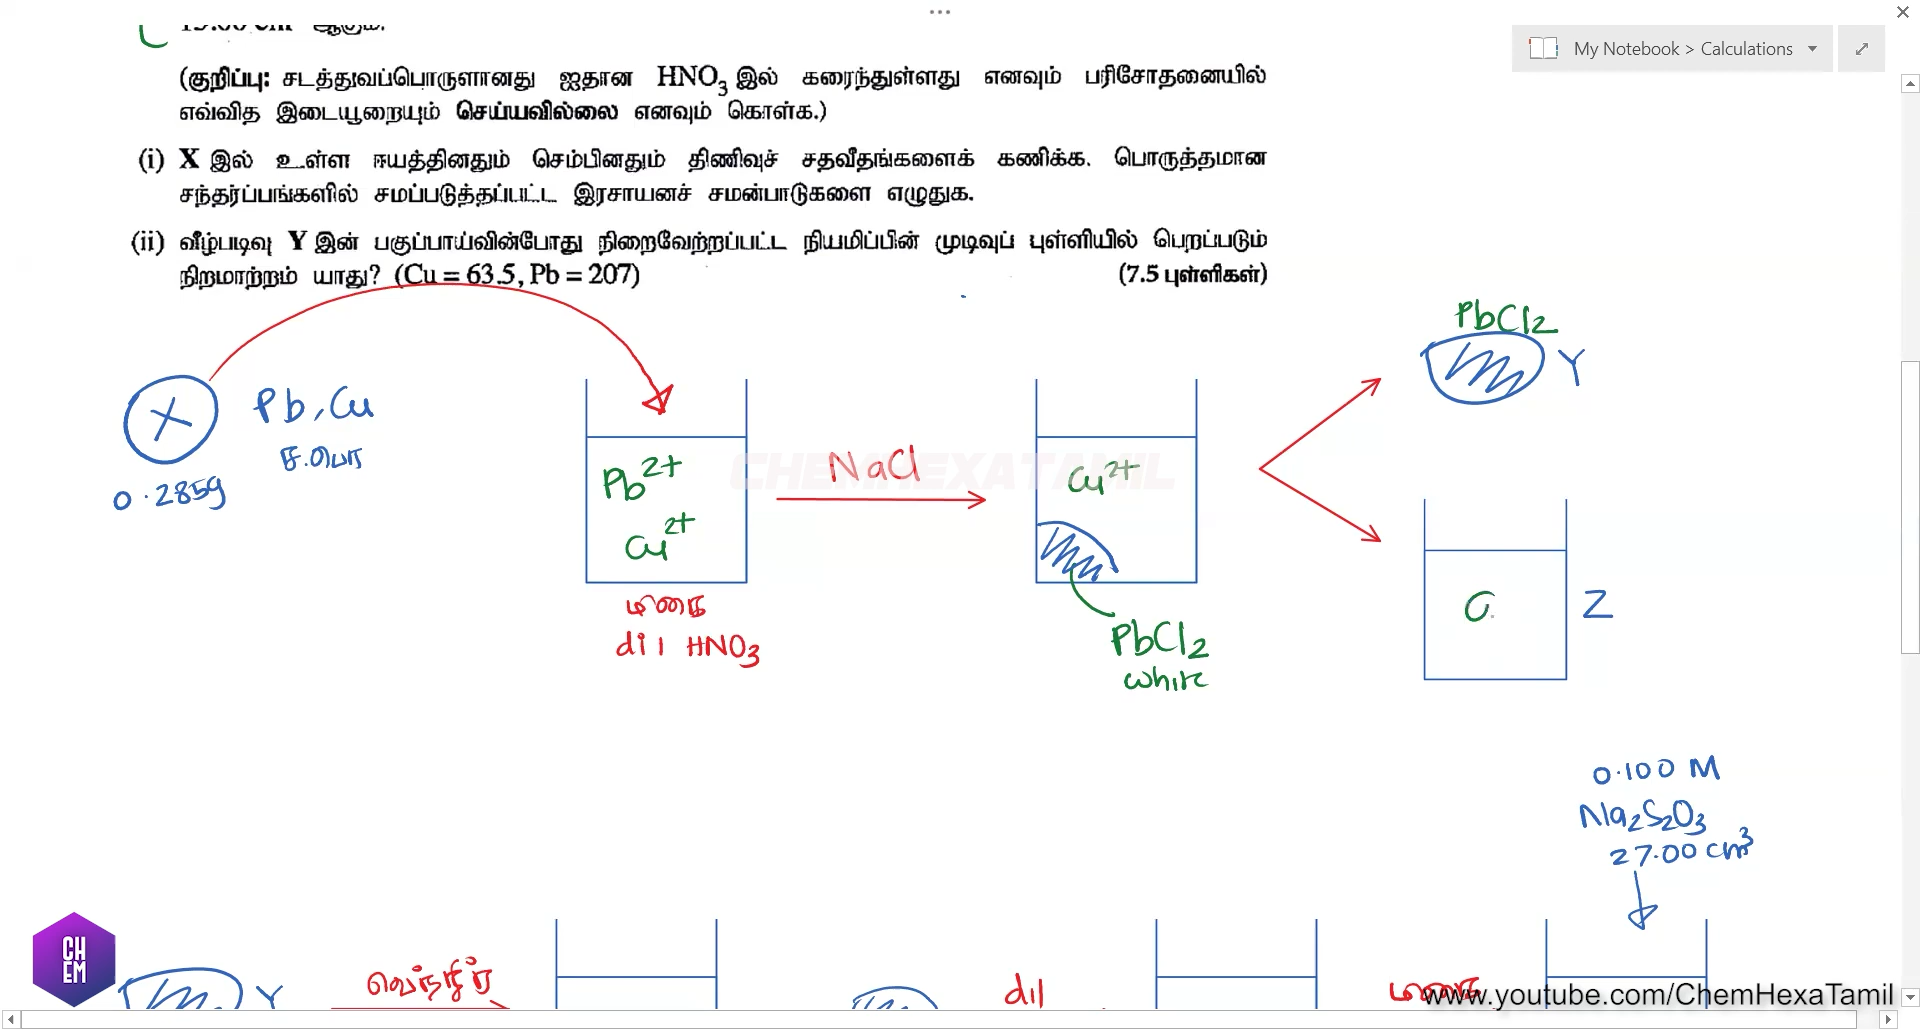 My Notebook > Calculations
(குறிப்பு: சடத்துவப்பொருளானது ஐதான HNO3 இல் கரைந்துள்ளது எனவும் பரிசோதனையில்
எவ்வித இடையூறையும் செய்யவில்லை எனவும் கொள்க.)
(i) X இல் உள்ள ஈயத்தினதும் செம்பினதும் திணிவுச் சதவீதங்களைக் கணிக்க. பொருத்தமான
சந்தர்ப்பங்களில் சமப்படுத்தப்பட்ட இரசாயனச் சமன்பாடுகளை எழுதுக.
(ii) வீழ்படிவு Y இன் பகுப்பாய்வின்போது நிறைவேற்றப்பட்ட நியமிப்பின் முடிவுப் புள்ளியில் பெறப்படும்
நிறமாற்றம் யாது? (Cu = 63.5, Pb = 207) (7.5 புள்ளிகள்)
PbCl2
Y
X
Pb, Cu
ச.பொ
0.285g
Pb2+
Cu2+
மிகை
dil HNO3
NaCl
CHEMHEXATAMIL
Cu2+
PbCl2
white
C
Z
0.100 M
Na2S2O3
27.00 cm3
CH
EM
Y
வெந்நீர்
dil
மிகை
www.youtube.com/ChemHexaTamil